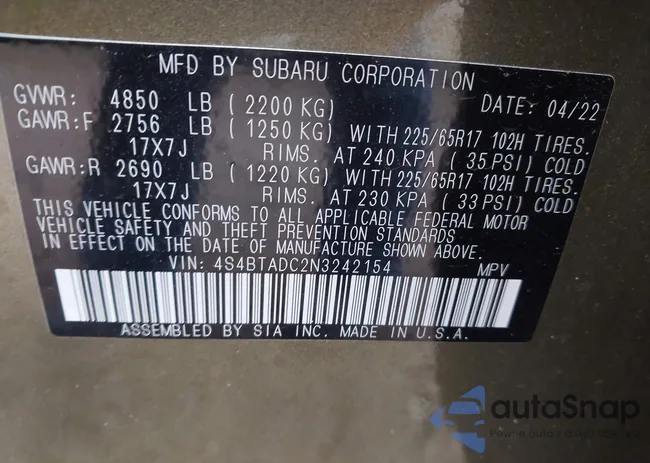 MFD BY SUBARU CORPORATION
GVWR: 4850 LB (2200 KG) DATE: 04/22
GAWR:F 2756 LB (1250 KG) WITH 225/65R17 102H TIRES.
17X7J RIMS. AT 240 KPA (35 PSI) COLD
GAWR:R 2690 LB (1220 KG) WITH 225/65R17 102H TIRES.
17X7J RIMS. AT 230 KPA (33 PSI) COLD
THIS VEHICLE CONFORMS TO ALL APPLICABLE FEDERAL MOTOR
VEHICLE SAFETY AND THEFT PREVENTION STANDARDS
IN EFFECT ON THE DATE OF MANUFACTURE SHOWN ABOVE.
VIN: 4S4BTADC2N3242154 MPV
ASSEMBLED BY SIA INC. MADE IN U.S.A.
autaSnap
Pewne auta z aukcji